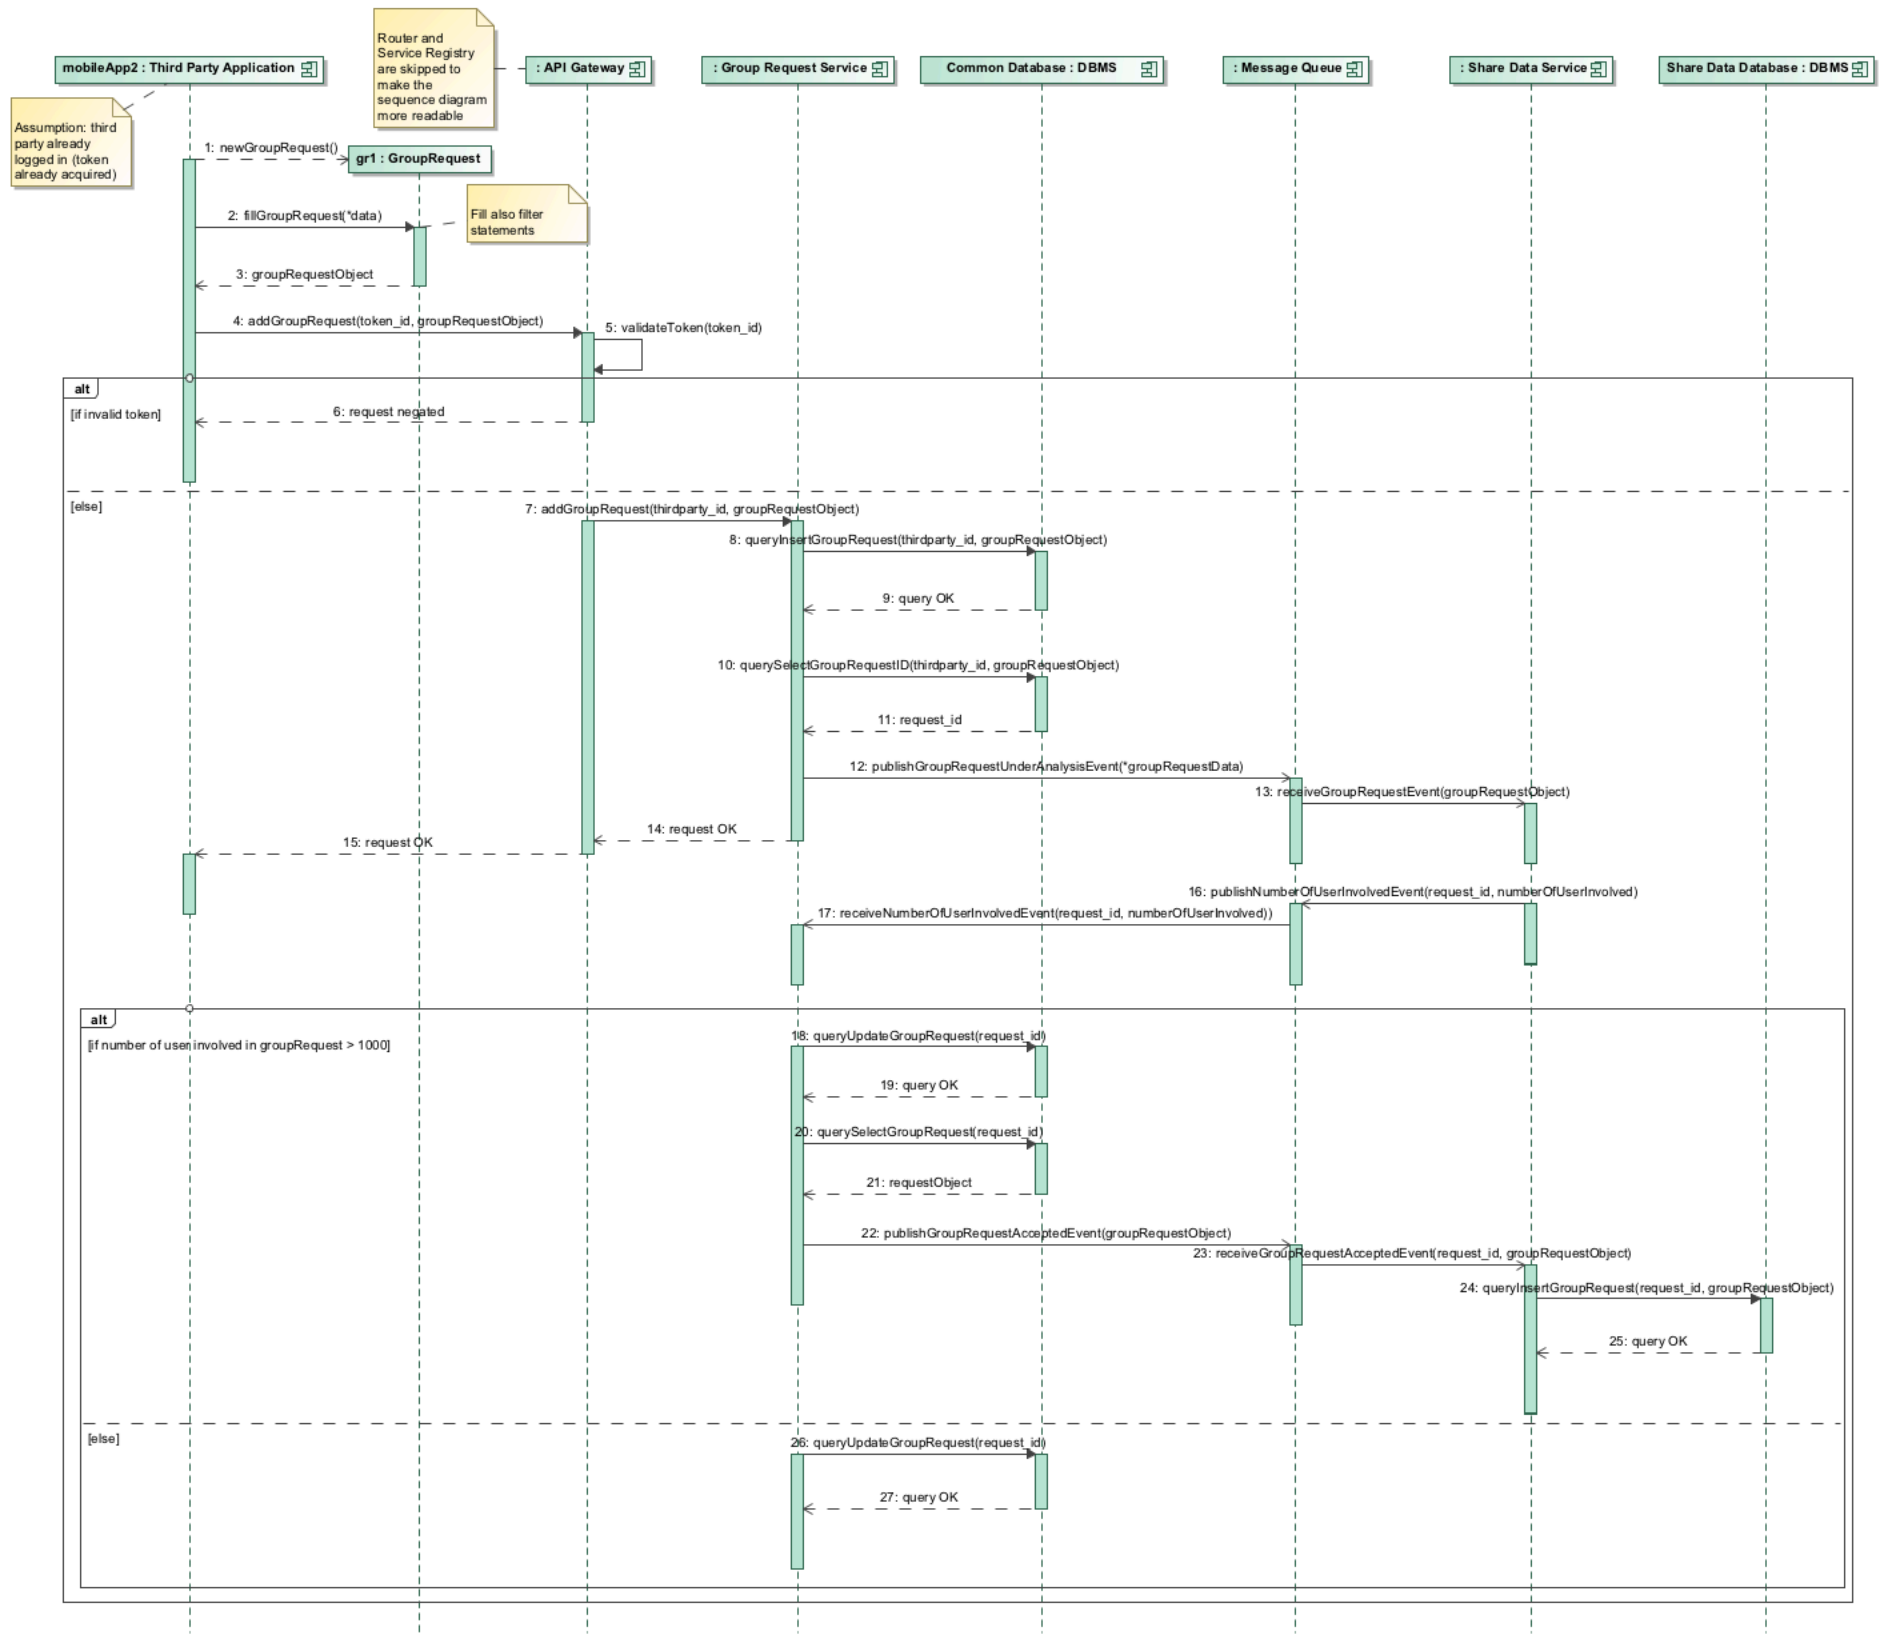 Router and
Service Registry
are skipped to
make the
sequence diagram
more readable
mobileApp2 : Third Party Application
: API Gateway
: Group Request Service
Common Database : DBMS
: Message Queue
: Share Data Service
Share Data Database : DBMS
Assumption: third
party already
logged in (token
already acquired)
1: newGroupRequest()
gr1 : GroupRequest
2: fillGroupRequest(*data)
Fill also filter
statements
3: groupRequestObject
4: addGroupRequest(token_id, groupRequestObject)
5: validateToken(token_id)
alt
[if invalid token]
6: request negated
[else]
7: addGroupRequest(thirdparty_id, groupRequestObject)
8: queryInsertGroupRequest(thirdparty_id, groupRequestObject)
9: query OK
10: querySelectGroupRequestID(thirdparty_id, groupRequestObject)
11: request_id
12: publishGroupRequestUnderAnalysisEvent(*groupRequestData)
13: receiveGroupRequestEvent(groupRequestObject)
14: request OK
15: request OK
16: publishNumberOfUserInvolvedEvent(request_id, numberOfUserInvolved)
17: receiveNumberOfUserInvolvedEvent(request_id, numberOfUserInvolved))
alt
[if number of user involved in groupRequest > 1000]
18: queryUpdateGroupRequest(request_id)
19: query OK
20: querySelectGroupRequest(request_id)
21: requestObject
22: publishGroupRequestAcceptedEvent(groupRequestObject)
23: receiveGroupRequestAcceptedEvent(request_id, groupRequestObject)
24: queryInsertGroupRequest(request_id, groupRequestObject)
25: query OK
[else]
26: queryUpdateGroupRequest(request_id)
27: query OK